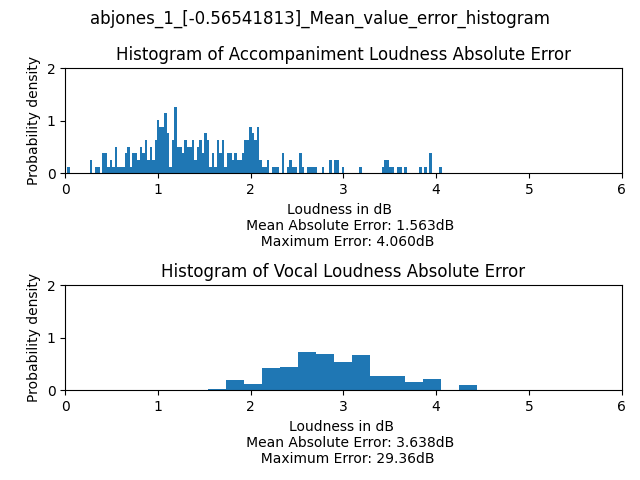 abjones_1_[-0.56541813]_Mean_value_error_histogram
Histogram of Accompaniment Loudness Absolute Error
Probability density
2
1
0
0 1 2 3 4 5 6
Loudness in dB
Mean Absolute Error: 1.563dB
Maximum Error: 4.060dB
Histogram of Vocal Loudness Absolute Error
Probability density
2
1
0
0 1 2 3 4 5 6
Loudness in dB
Mean Absolute Error: 3.638dB
Maximum Error: 29.36dB